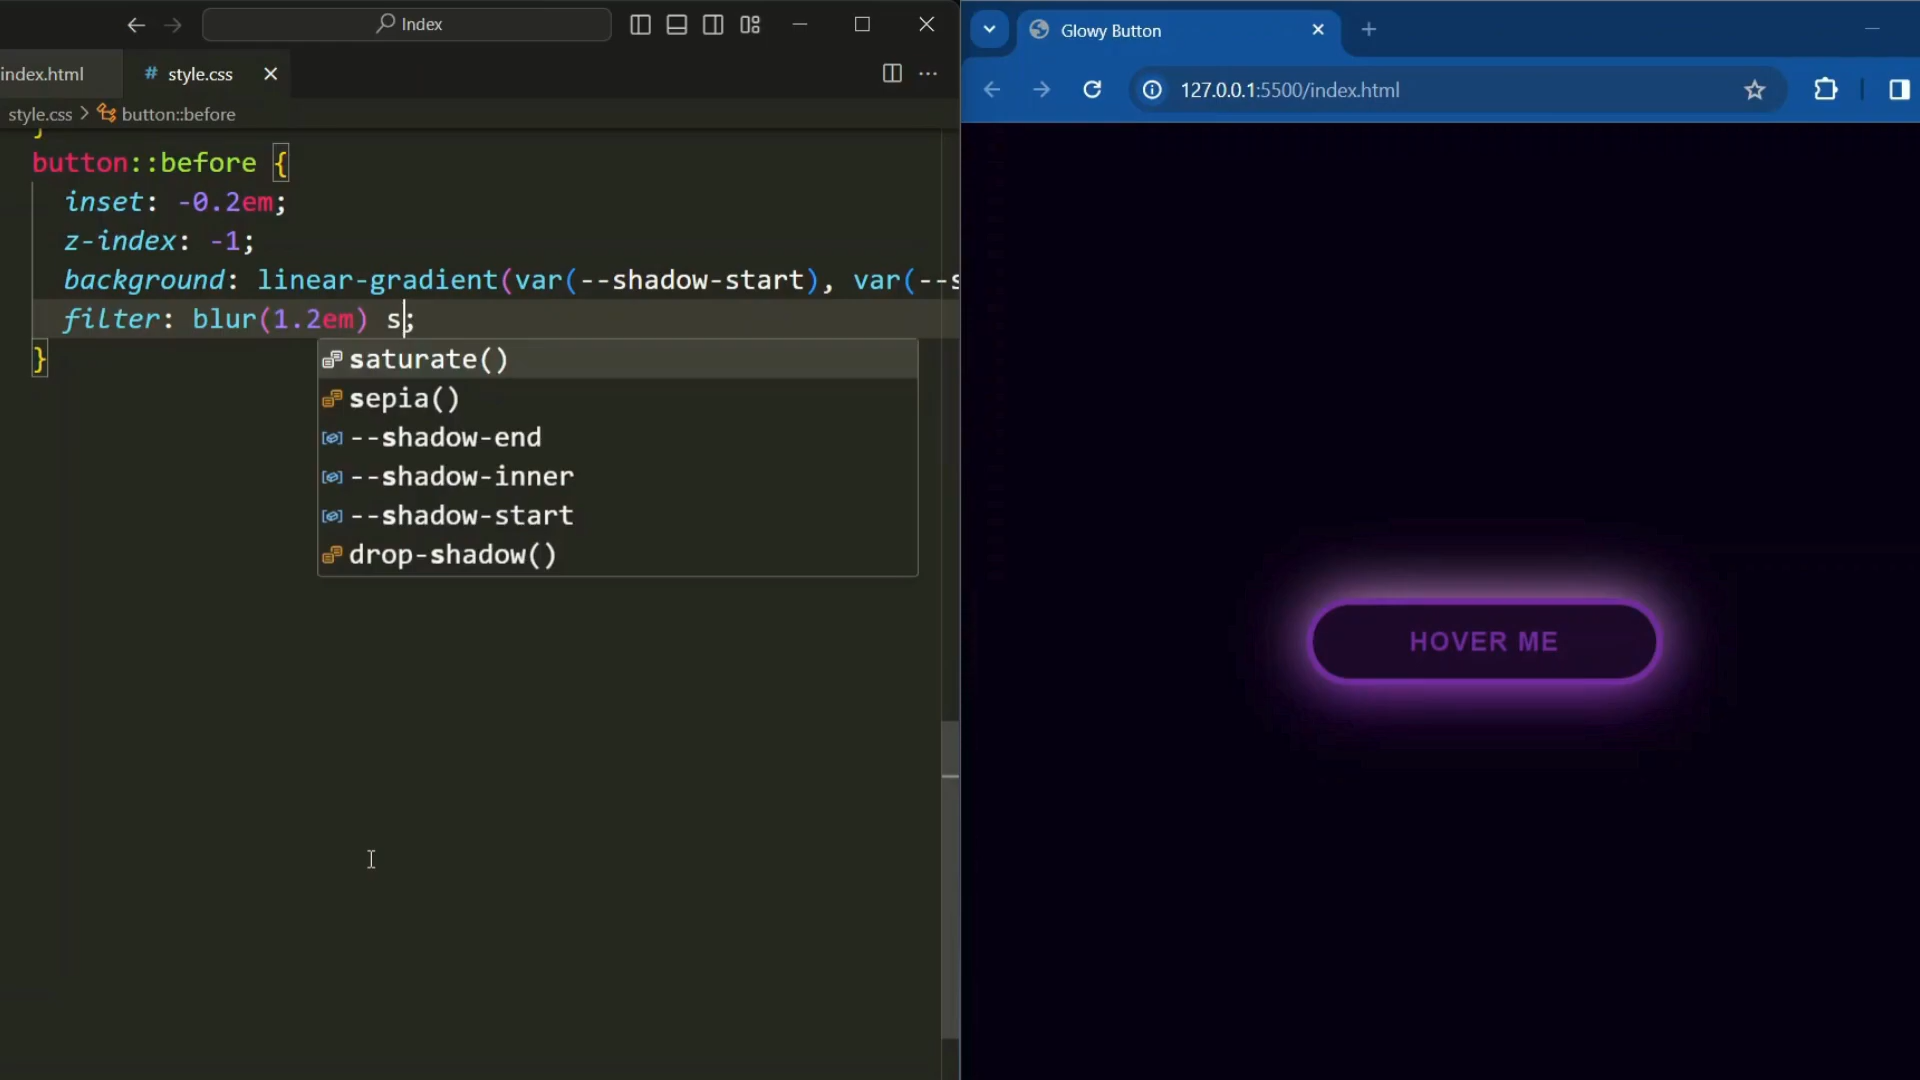 Index
index.html
# style.css
style.css > button::before
}
button::before {
inset: -0.2em;
z-index: -1;
background: linear-gradient(var(--shadow-start), var(--s
filter: blur(1.2em) s;
}
saturate()
sepia()
--shadow-end
--shadow-inner
--shadow-start
drop-shadow()
Glowy Button
127.0.0.1:5500/index.html
HOVER ME